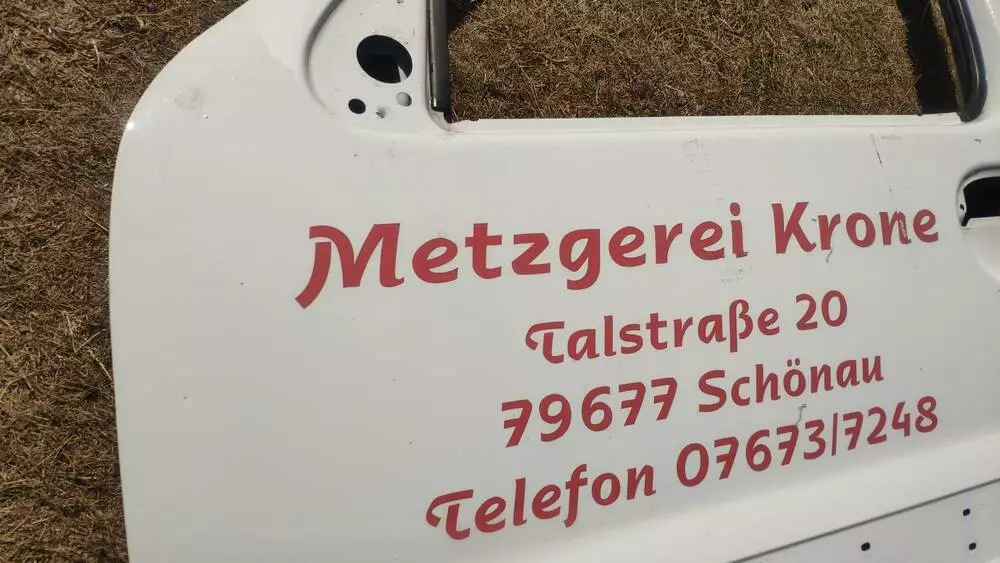 Metzgerei Krone
Talstraße 20
79677 Schönau
Telefon 07673/7248